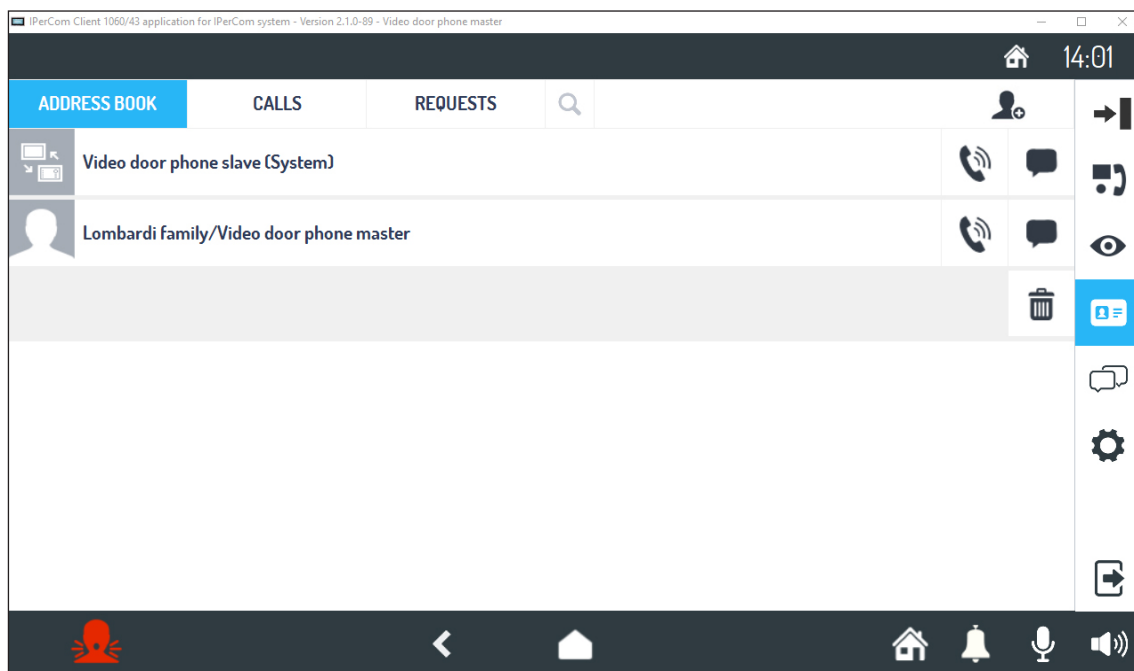 IPerCom Client 1060/43 application for IPerCom system - Version 2.1.0-89 - Video door phone master
14:01
ADDRESS BOOK CALLS REQUESTS
Video door phone slave (System)
Lombardi family/Video door phone master